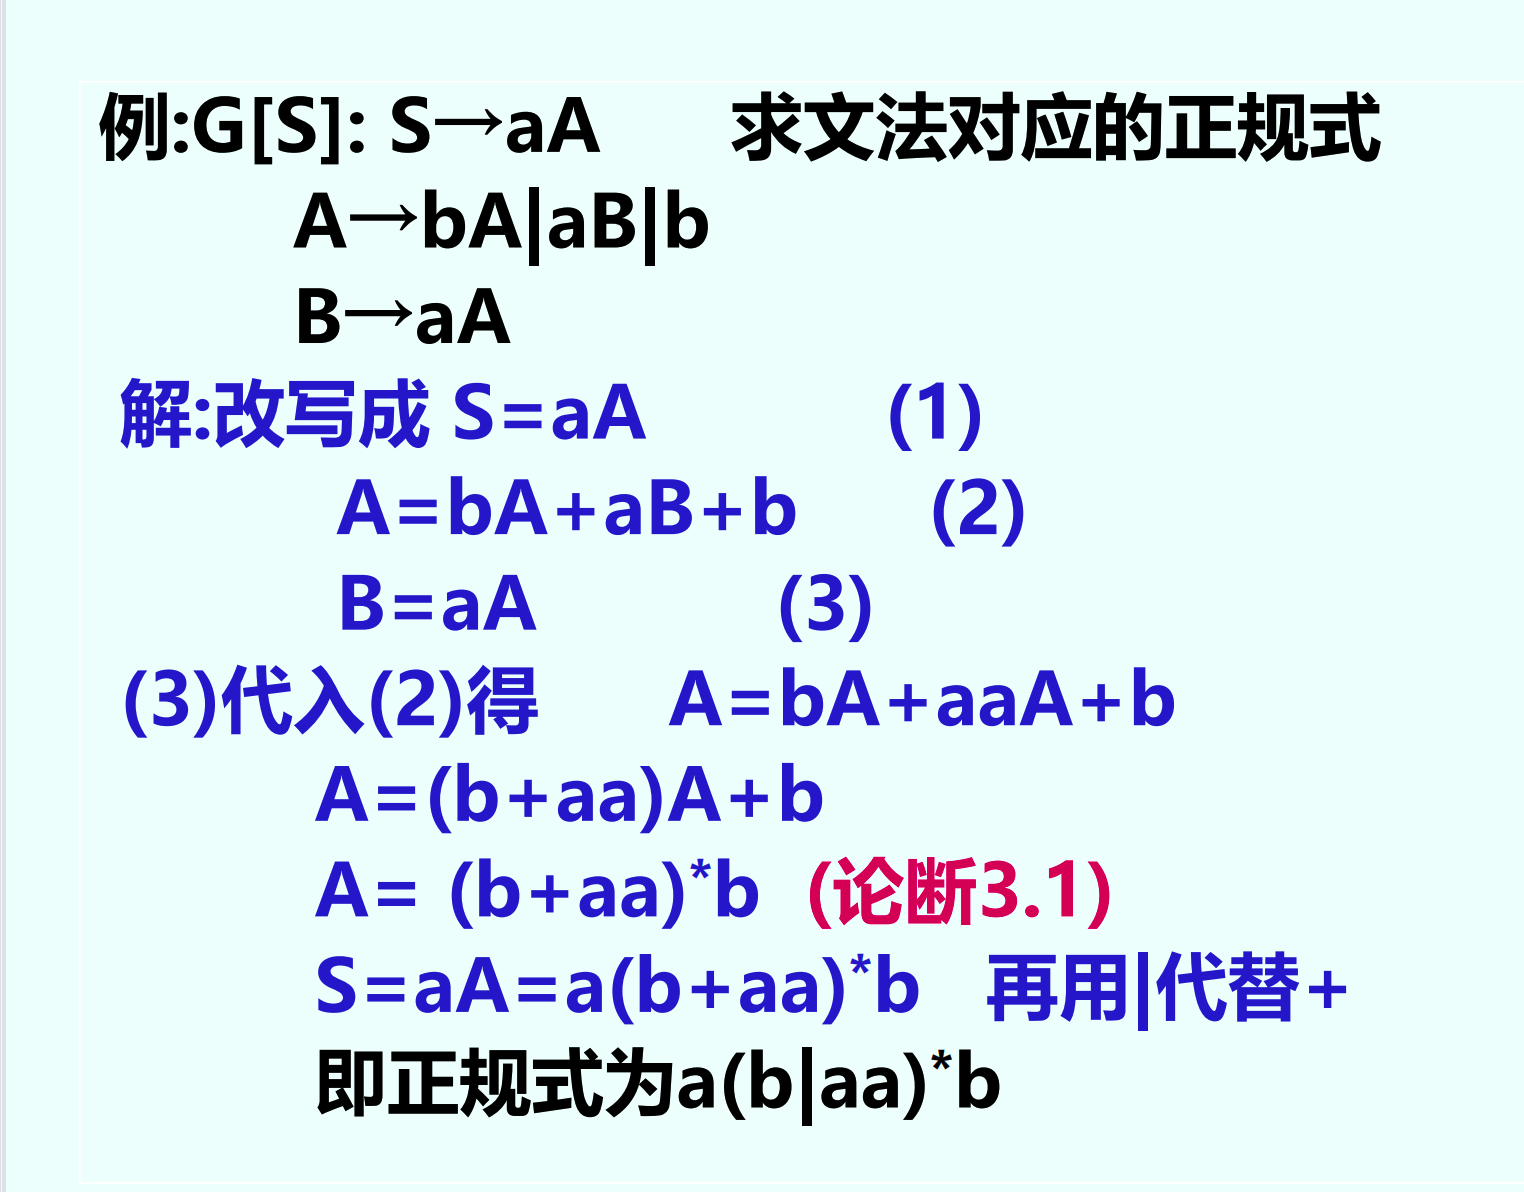 例:G[S]: S→aA 求文法对应的正规式
A→bA|aB|b
B→aA
解:改写成 S=aA (1)
A=bA+aB+b (2)
B=aA (3)
(3)代入(2)得 A=bA+aaA+b
A=(b+aa)A+b
A= (b+aa)*b (论断3.1)
S=aA=a(b+aa)*b 再用|代替+
即正规式为a(b|aa)*b